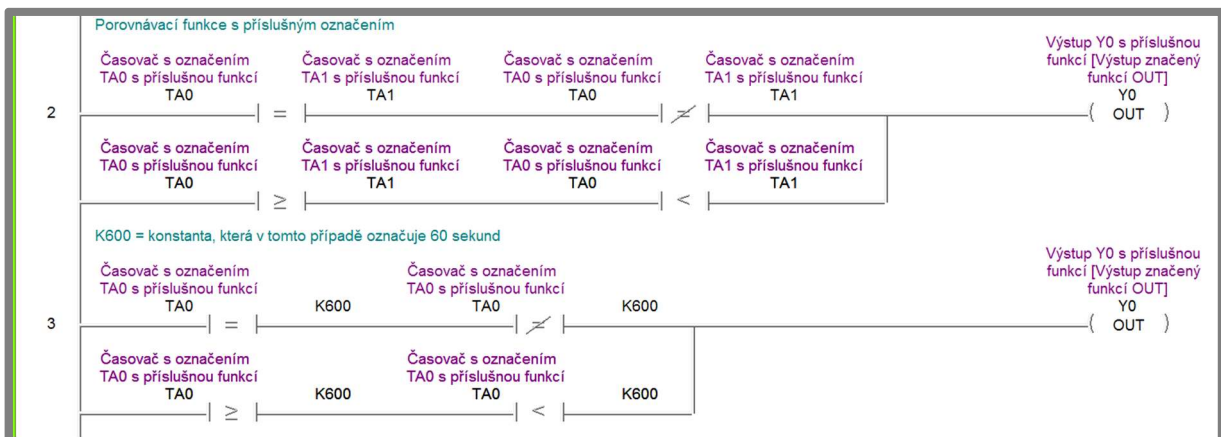 Porovnávací funkce s příslušným označením
Časovač s označením
TA0 s příslušnou funkcí
TA0
Časovač s označením
TA1 s příslušnou funkcí
TA1
Časovač s označením
TA0 s příslušnou funkcí
TA0
Časovač s označením
TA1 s příslušnou funkcí
TA1
Výstup Y0 s příslušnou
funkcí [Výstup značený
funkcí OUT]
Y0
2
=
≠
( OUT )
Časovač s označením
TA0 s příslušnou funkcí
TA0
Časovač s označením
TA1 s příslušnou funkcí
TA1
Časovač s označením
TA0 s příslušnou funkcí
TA0
Časovač s označením
TA1 s příslušnou funkcí
TA1
≥
<
K600 = konstanta, která v tomto případě označuje 60 sekund
Časovač s označením
TA0 s příslušnou funkcí
TA0
K600
Časovač s označením
TA0 s příslušnou funkcí
TA0
K600
Výstup Y0 s příslušnou
funkcí [Výstup značený
funkcí OUT]
Y0
3
=
≠
( OUT )
Časovač s označením
TA0 s příslušnou funkcí
TA0
K600
Časovač s označením
TA0 s příslušnou funkcí
TA0
K600
≥
<